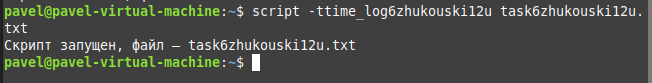 pavel@pavel-virtual-machine:~$ script -ttime_log6zhukouski12u task6zhukouski12u.
txt
Скрипт запущен, файл — task6zhukouski12u.txt
pavel@pavel-virtual-machine:~$